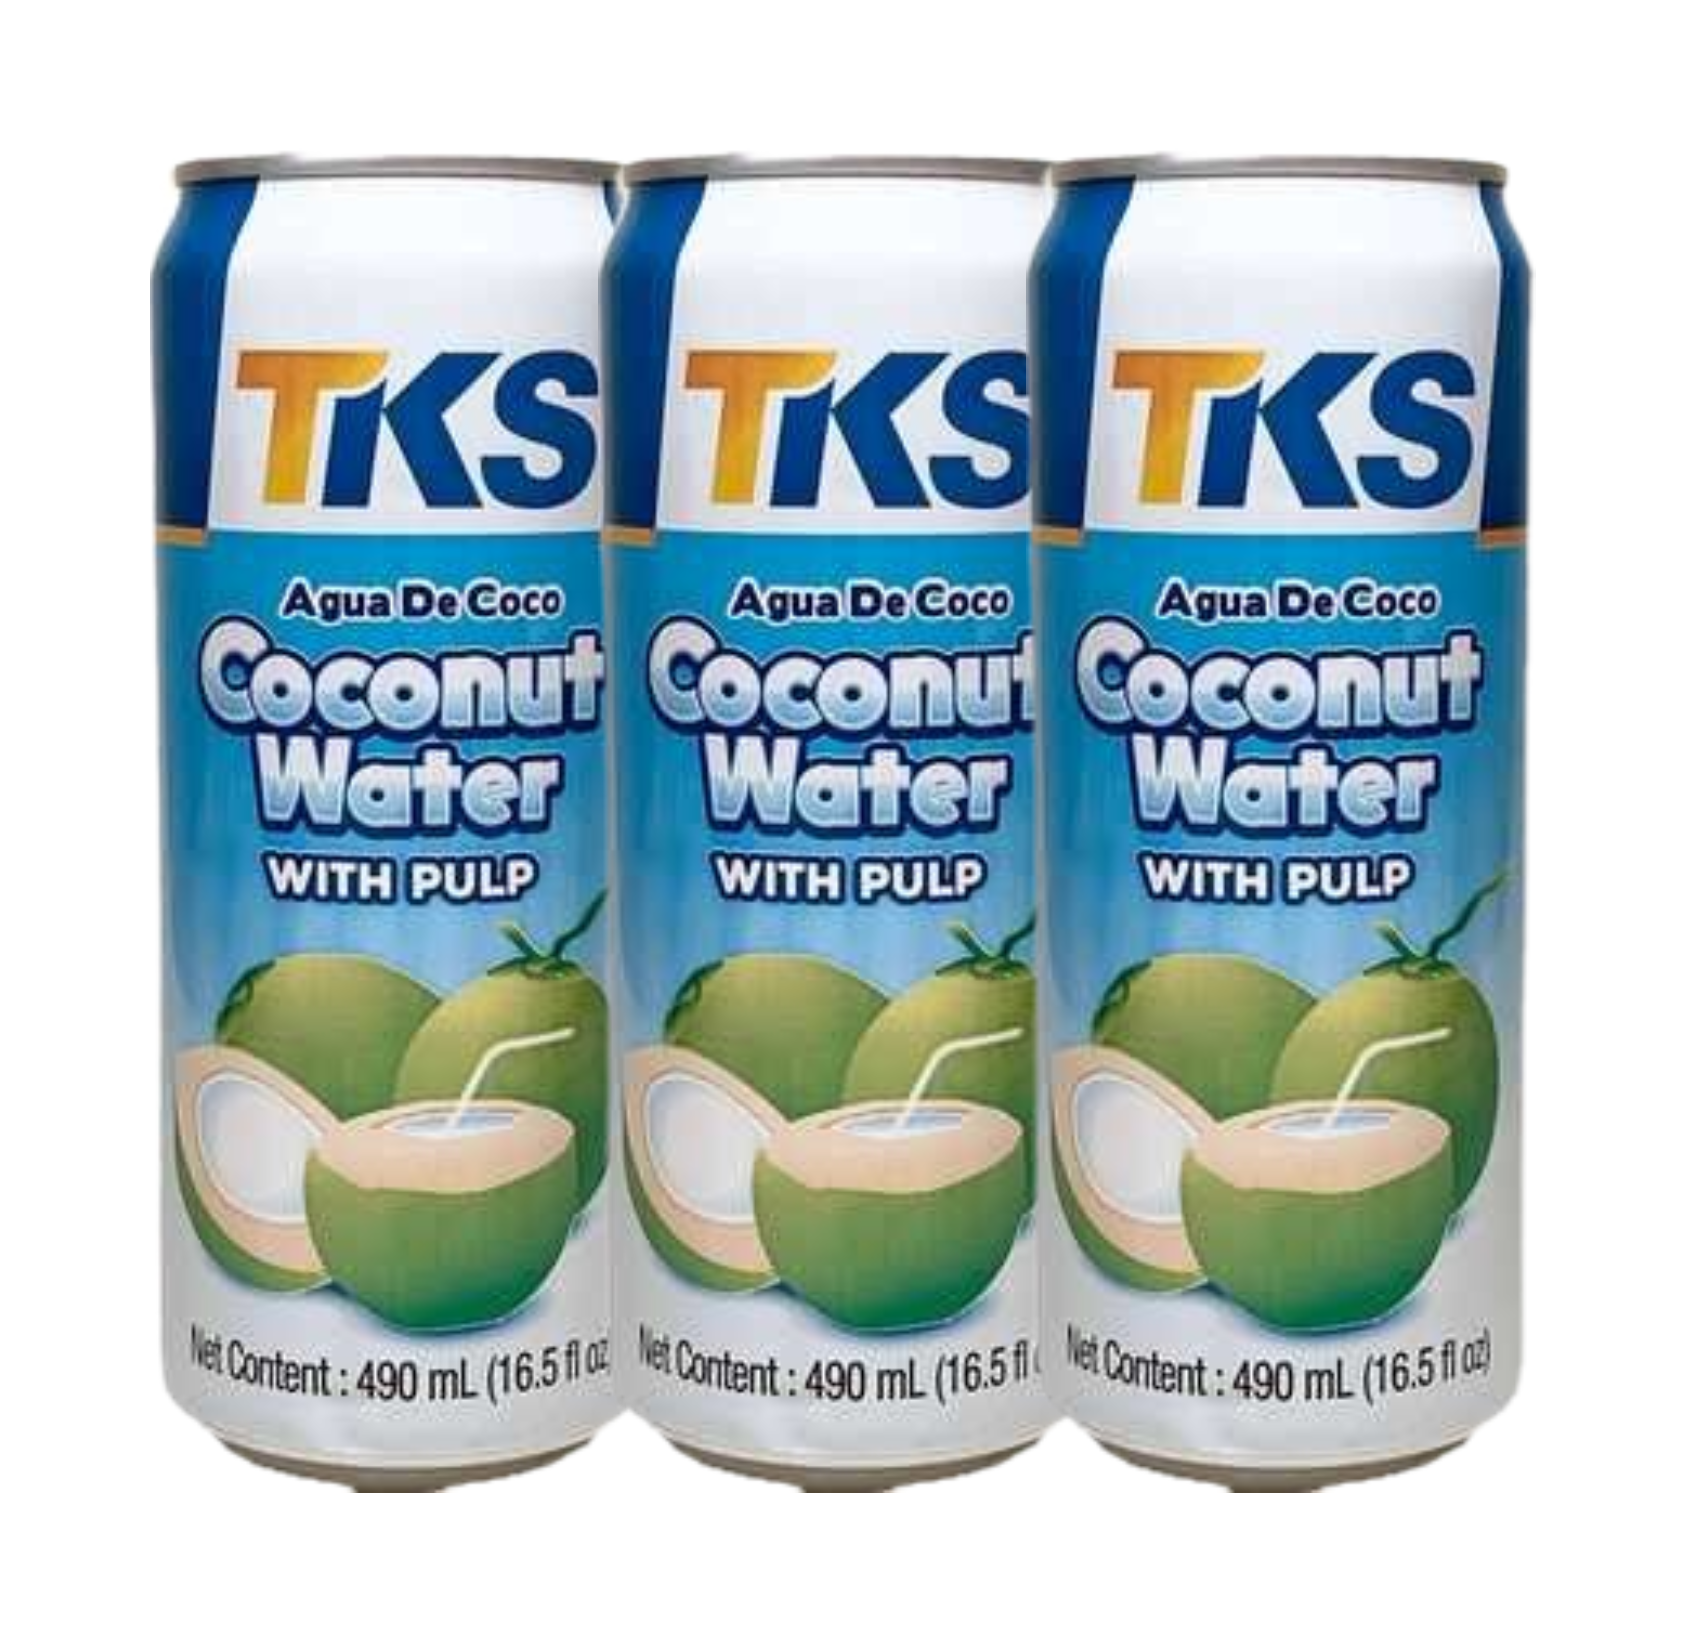 TKS
Agua De Coco
Coconut
Water
WITH PULP
Net Content : 490 mL (16.5 fl oz)
TKS
Agua De Coco
Coconut
Water
WITH PULP
Net Content : 490 mL (16.5 fl
TKS
Agua De Coco
Coconut
Water
WITH PULP
Net Content : 490 mL (16.5 fl oz)